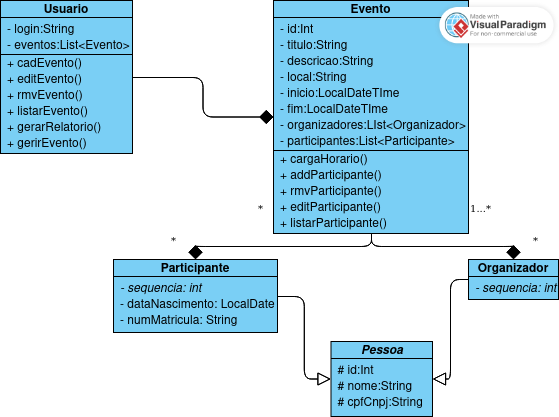 Usuario
- login:String
- eventos:List<Evento>
+ cadEvento()
+ editEvento()
+ rmvEvento()
+ listarEvento()
+ gerarRelatorio()
+ gerirEvento()
Evento
- id:Int
- titulo:String
- descricao:String
- local:String
- inicio:LocalDateTIme
- fim:LocalDateTIme
- organizadores:LIst<Organizador>
- participantes:List<Participante>
+ cargaHorario()
+ addParticipante()
+ rmvParticipante()
+ editParticipante()
+ listarParticipante()
Made with
Visual Paradigm
For non-commercial use
*
1...*
*
*
Participante
- sequencia: int
- dataNascimento: LocalDate
- numMatricula: String
Organizador
- sequencia: int
Pessoa
# id:Int
# nome:String
# cpfCnpj:String